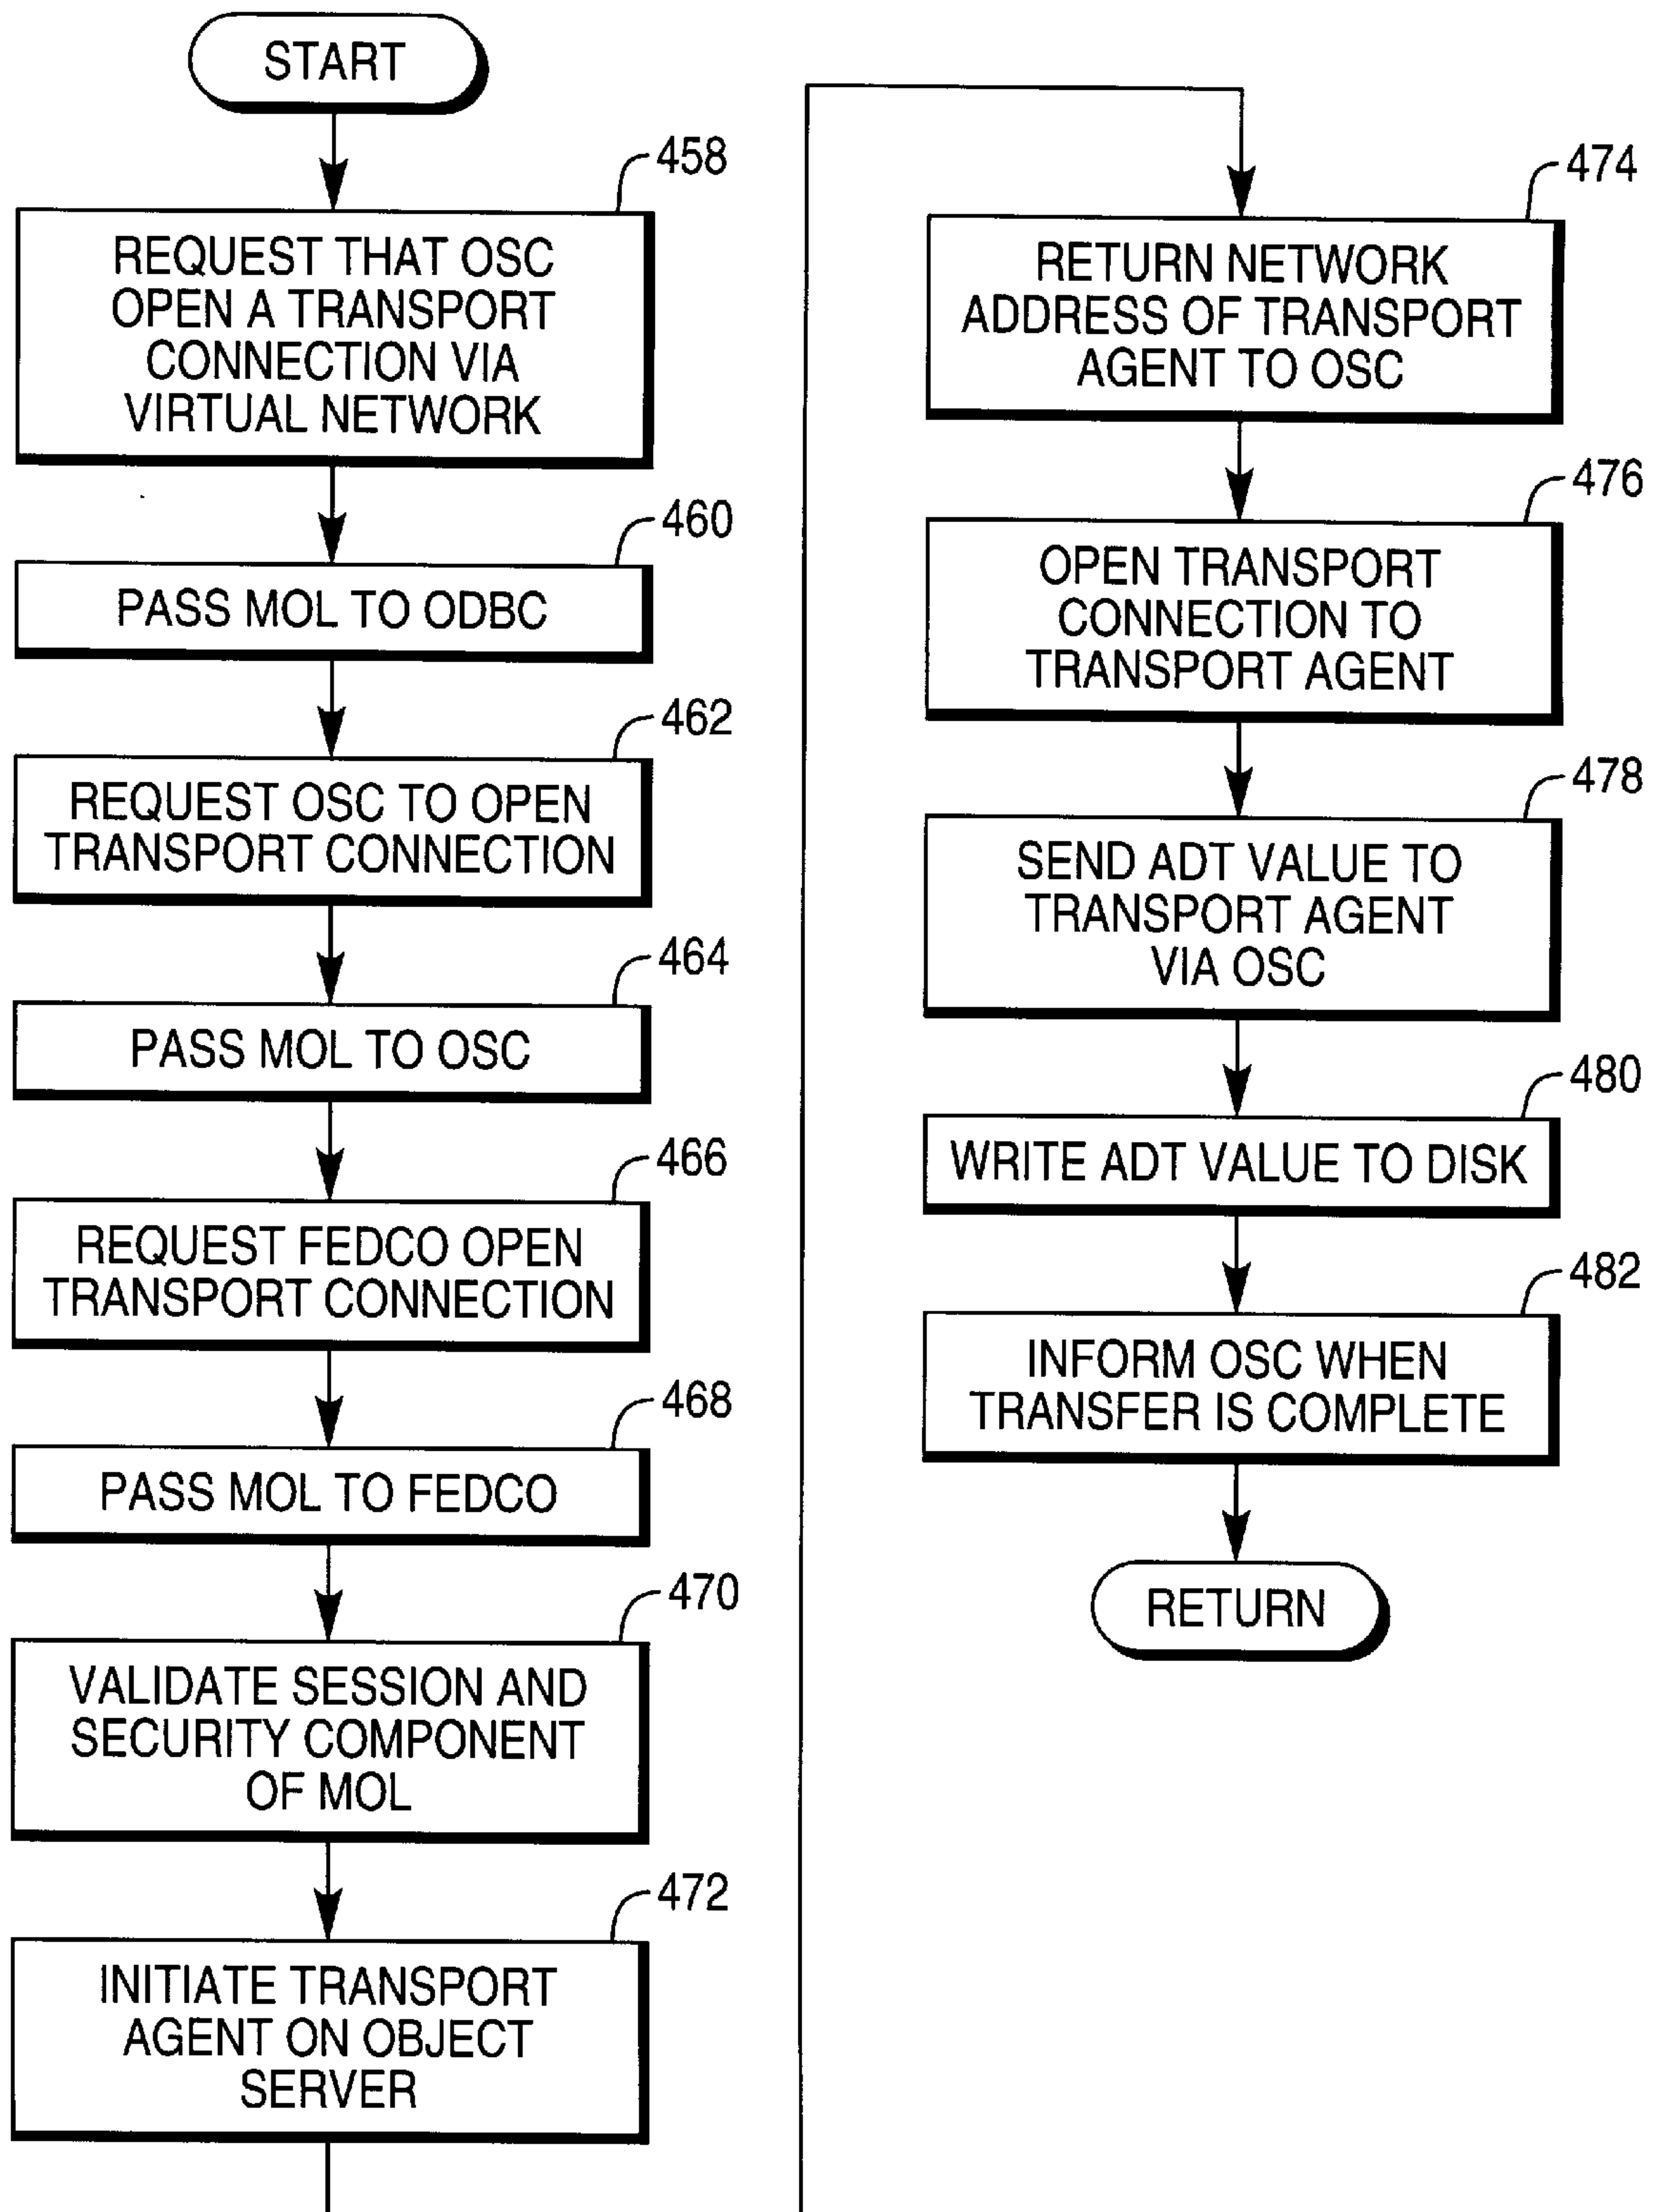 START
458
REQUEST THAT OSC
OPEN A TRANSPORT
CONNECTION VIA
VIRTUAL NETWORK
460
PASS MOL TO ODBC
462
REQUEST OSC TO OPEN
TRANSPORT CONNECTION
464
PASS MOL TO OSC
466
REQUEST FEDCO OPEN
TRANSPORT CONNECTION
468
PASS MOL TO FEDCO
470
VALIDATE SESSION AND
SECURITY COMPONENT
OF MOL
472
INITIATE TRANSPORT
AGENT ON OBJECT
SERVER
474
RETURN NETWORK
ADDRESS OF TRANSPORT
AGENT TO OSC
476
OPEN TRANSPORT
CONNECTION TO
TRANSPORT AGENT
478
SEND ADT VALUE TO
TRANSPORT AGENT
VIA OSC
480
WRITE ADT VALUE TO DISK
482
INFORM OSC WHEN
TRANSFER IS COMPLETE
RETURN